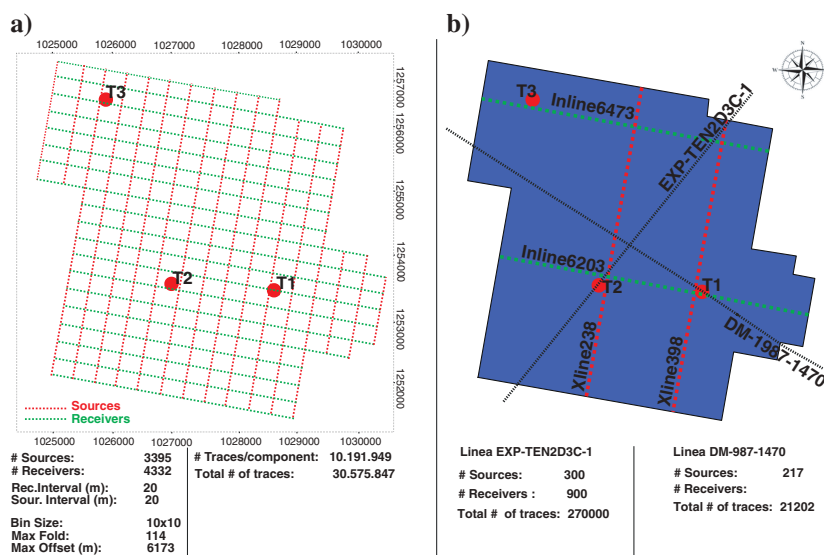 a)
1025000 1026000 1027000 1028000 1029000 1030000
T3
T2
T1
1257000
1256000
1255000
1254000
1253000
1252000
Sources
Receivers
1025000 1026000 1027000 1028000 1029000 1030000
# Sources: 3395
# Receivers 4332
Rec.Interval (m): 20
Sour. Interval (m): 20
Bin Size: 10x10
Max Fold: 114
Max Offset (m): 6173
# Traces/component: 10.191.949
Total # of traces: 30.575.847
b)
N
W
S
T3
Inline6473
EXP-TEN2D3C-1
Inline6203
T2
T1
Xline238
Xline398
DM-1987-1470
Linea EXP-TEN2D3C-1
# Sources: 300
# Receivers : 900
Total # of traces: 270000
Linea DM-987-1470
# Sources: 217
# Receivers:
Total # of traces: 21202